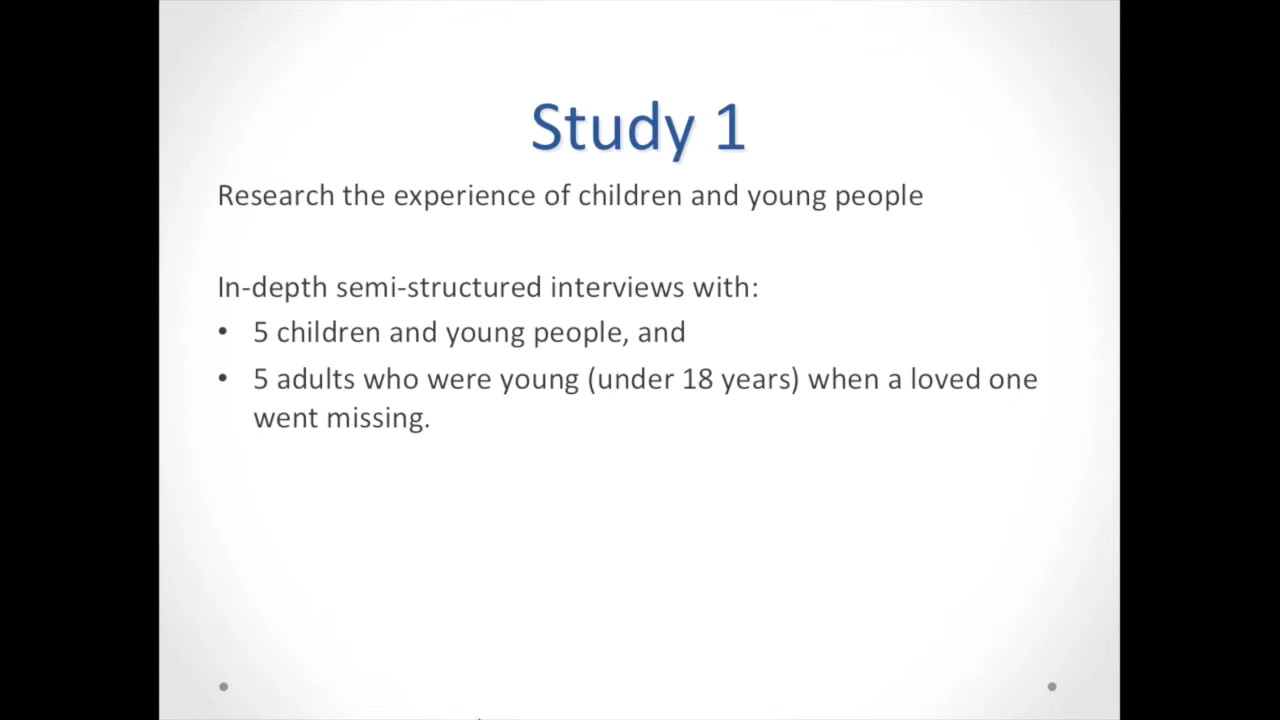 Study 1
Research the experience of children and young people
In-depth semi-structured interviews with:
• 5 children and young people, and
• 5 adults who were young (under 18 years) when a loved one
went missing.